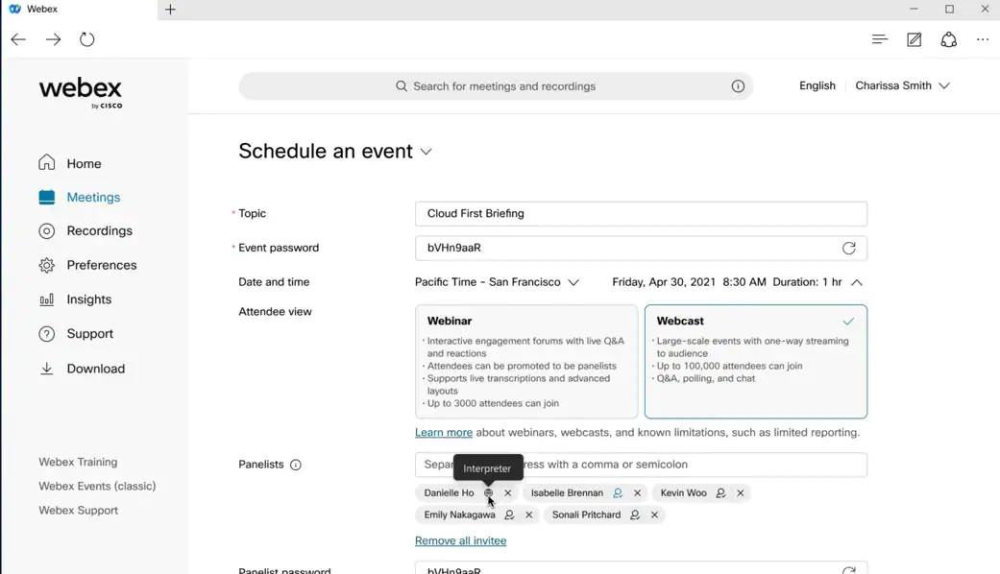 Webex
webex
by CISCO
Search for meetings and recordings
English
Charissa Smith
Home
Meetings
Recordings
Preferences
Insights
Support
Download
Webex Training
Webex Events (classic)
Webex Support
Schedule an event
* Topic
Cloud First Briefing
* Event password
bVHn9aaR
Date and time
Pacific Time - San Francisco
Friday, Apr 30, 2021 8:30 AM Duration: 1 hr
Attendee view
Webinar
· Interactive engagement forums with live Q&A
and reactions
· Attendees can be promoted to be panelists
· Supports live transcriptions and advanced
layouts
· Up to 3000 attendees can join
Webcast
· Large-scale events with one-way streaming
to audience
· Up to 100,000 attendees can join
· Q&A, polling, and chat
Learn more about webinars, webcasts, and known limitations, such as limited reporting.
Panelists
with a comma or semicolon
Interpreter
Danielle Ho
Isabelle Brennan
Kevin Woo
Emily Nakagawa
Sonali Pritchard
Remove all invitee
Panelist password
bVHn9aaR